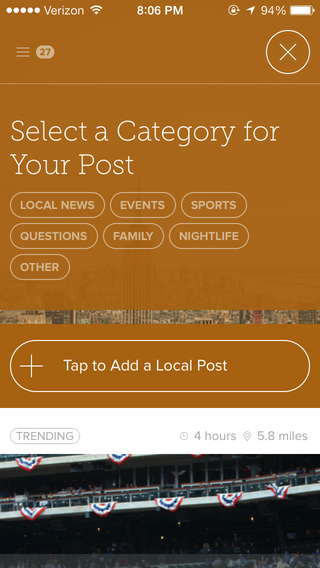 Verizon 8:06 PM 94%
27
Select a Category for
Your Post
LOCAL NEWS EVENTS SPORTS
QUESTIONS FAMILY NIGHTLIFE
OTHER
Tap to Add a Local Post
TRENDING 4 hours 5.8 miles